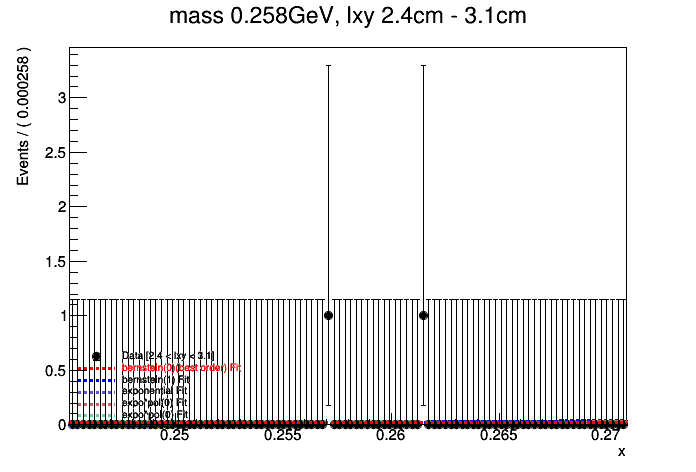 mass 0.258GeV, lxy 2.4cm - 3.1cm
Events / ( 0.000258 )
3
2.5
2
1.5
1
0.5
0
Data [2.4 < lxy < 3.1]
bernstein(0)(best order) Fit
bernstein(1) Fit
exponential Fit
expo*pol(0) Fit
expo*pol(0) Fit
0.25 0.255 0.26 0.265 0.27
x